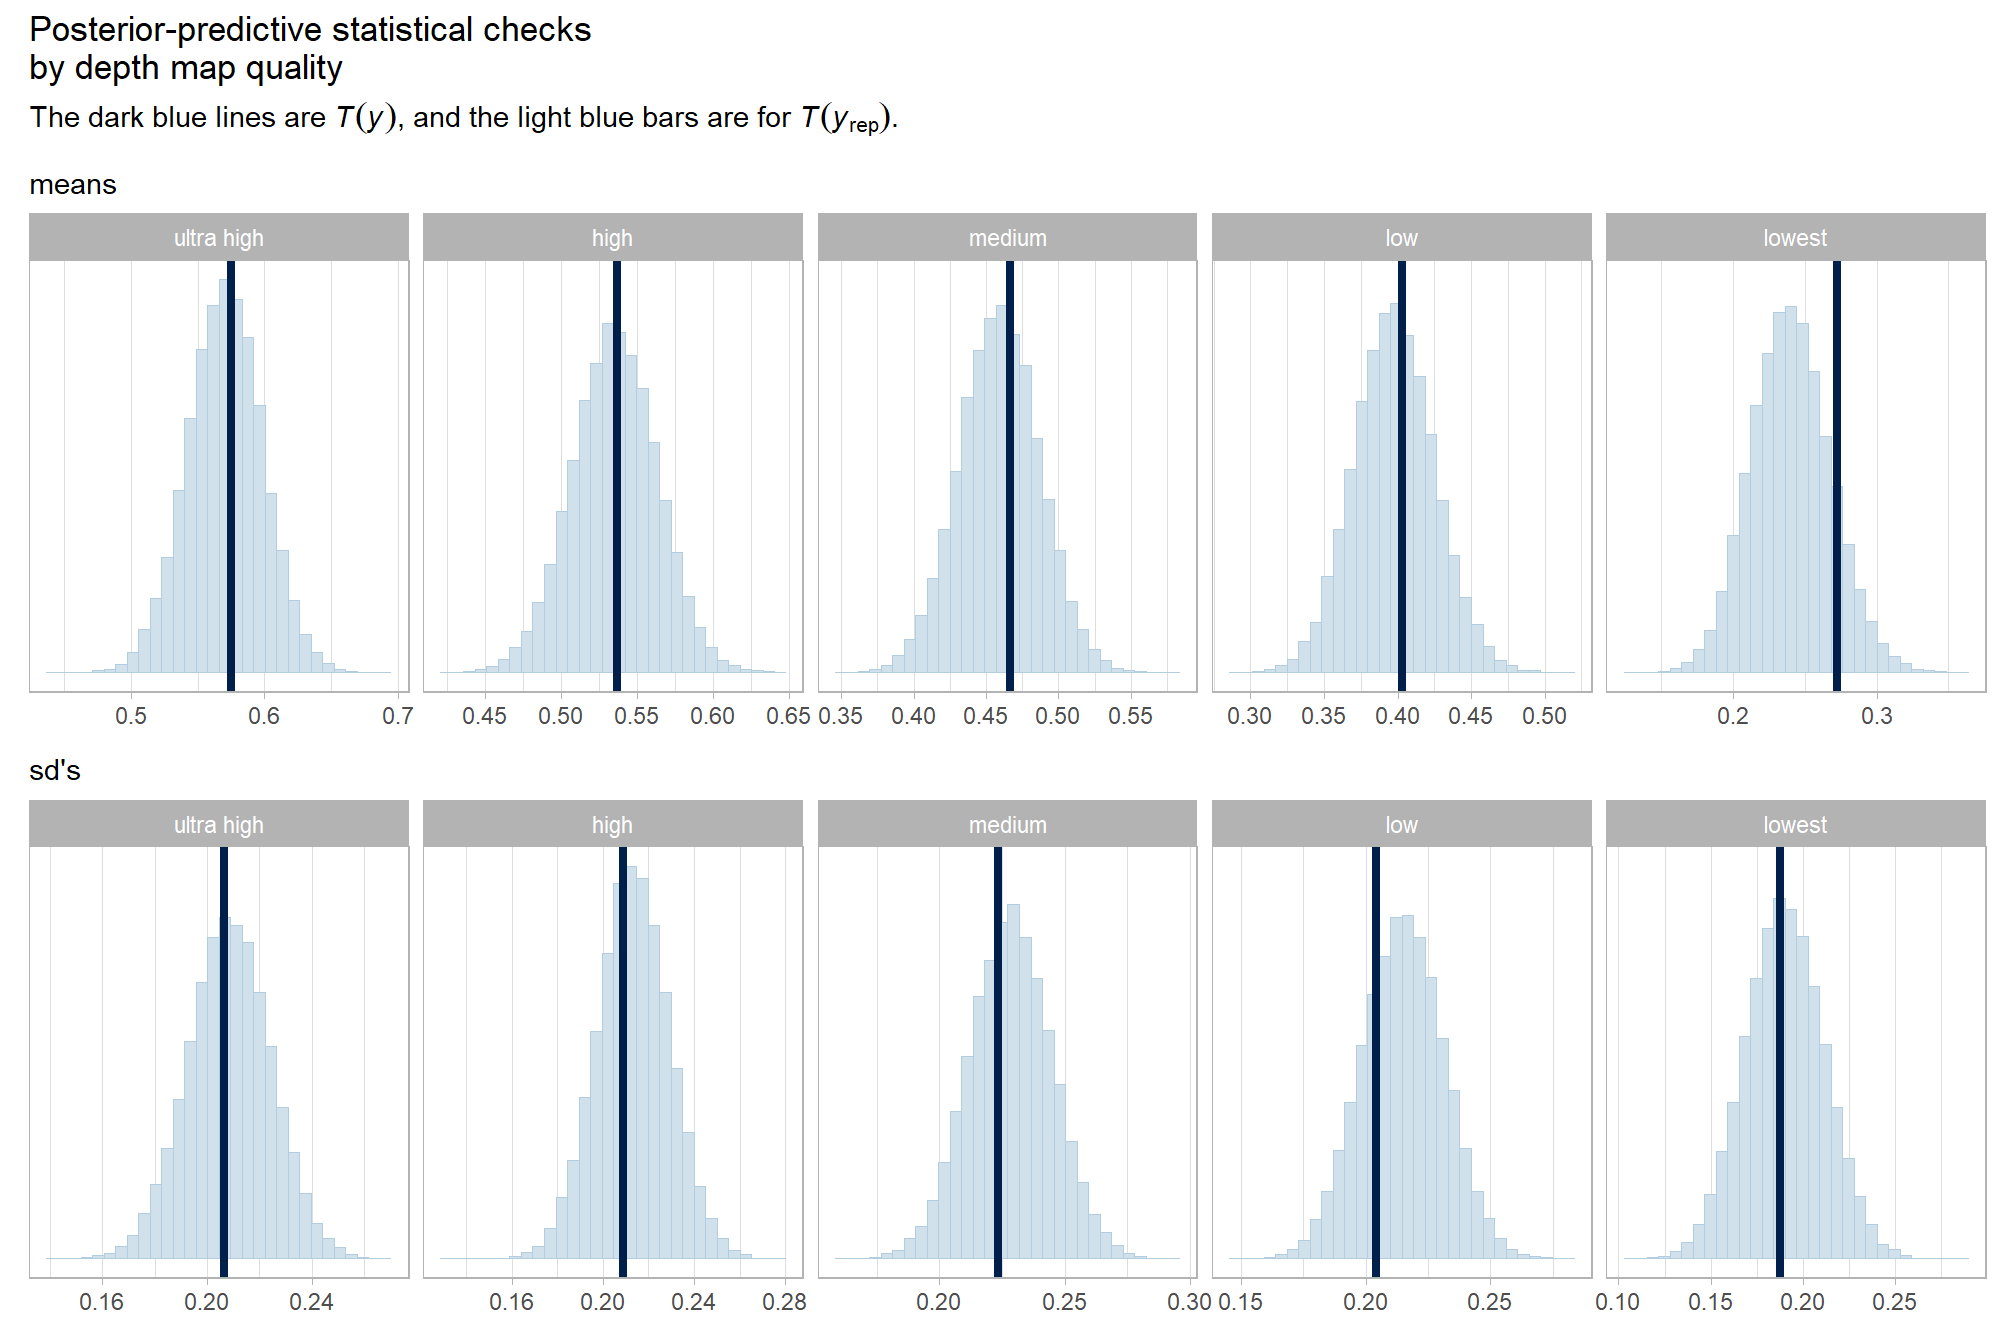 Posterior-predictive statistical checks
by depth map quality
The dark blue lines are T(y), and the light blue bars are for T(yrep).
means
ultra high high medium low lowest
0.5 0.6 0.7 0.45 0.50 0.55 0.60 0.65 0.35 0.40 0.45 0.50 0.55 0.30 0.35 0.40 0.45 0.50 0.2 0.3
sd's
ultra high high medium low lowest
0.16 0.20 0.24 0.16 0.20 0.24 0.28 0.20 0.25 0.30 0.15 0.20 0.25 0.10 0.15 0.20 0.25